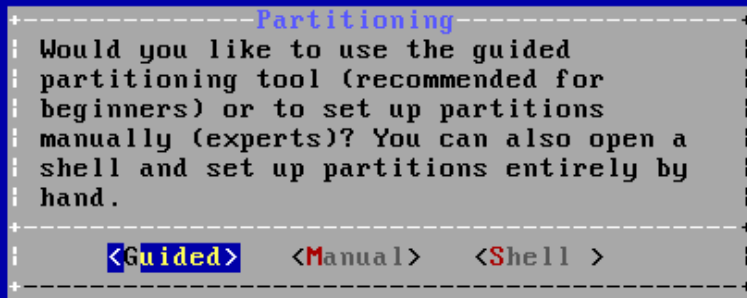 Partitioning
Would you like to use the guided
partitioning tool (recommended for
beginners) or to set up partitions
manually (experts)? You can also open a
shell and set up partitions entirely by
hand.
<Guided> <Manual> <Shell >